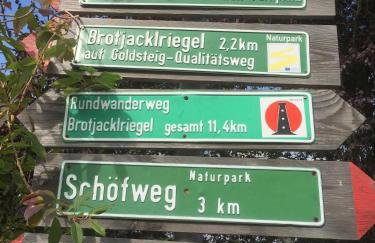 Brotjacklriegel 2,2km
Naturpark
auf Goldsteig-Qualitätsweg
Rundwanderweg
Brotjacklriegel gesamt 11,4km
Naturpark
Schöfweg 3 km